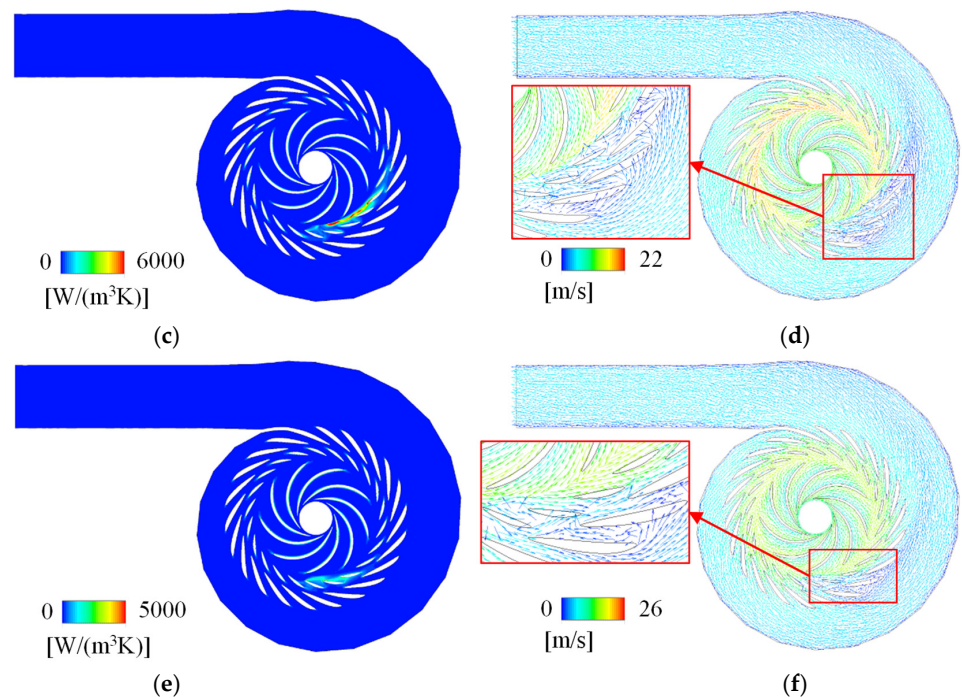 0 6000
[W/(m³K)]
(c)
0 22
[m/s]
(d)
0 5000
[W/(m³K)]
(e)
0 26
[m/s]
(f)